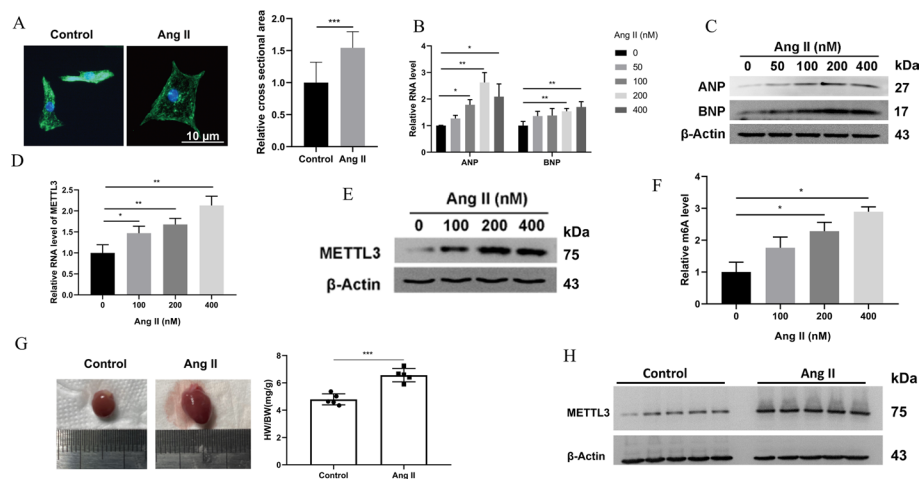 A
Control
Ang II
10 μm
Relative cross sectional area
2.0
1.5
1.0
0.5
0.0
***
Control Ang II
B
Relative RNA level
4
3
2
1
0
*
**
*
**
**
ANP
BNP
Ang II (nM)
0
50
100
200
400
C
Ang II (nM)
0 50 100 200 400 kDa
ANP 27
BNP 17
β-Actin 43
D
Relative RNA level of METTL3
2.5
2.0
1.5
1.0
0.5
0.0
**
**
*
0 100 200 400
Ang II (nM)
E
Ang II (nM)
0 100 200 400 kDa
METTL3 75
β-Actin 43
F
Relative m6A level
4
3
2
1
0
*
*
0 100 200 400
Ang II (nM)
G
Control
Ang II
HW/BW(mg/g)
8
6
4
2
0
***
Control Ang II
H
Control Ang II kDa
METTL3 75
β-Actin 43